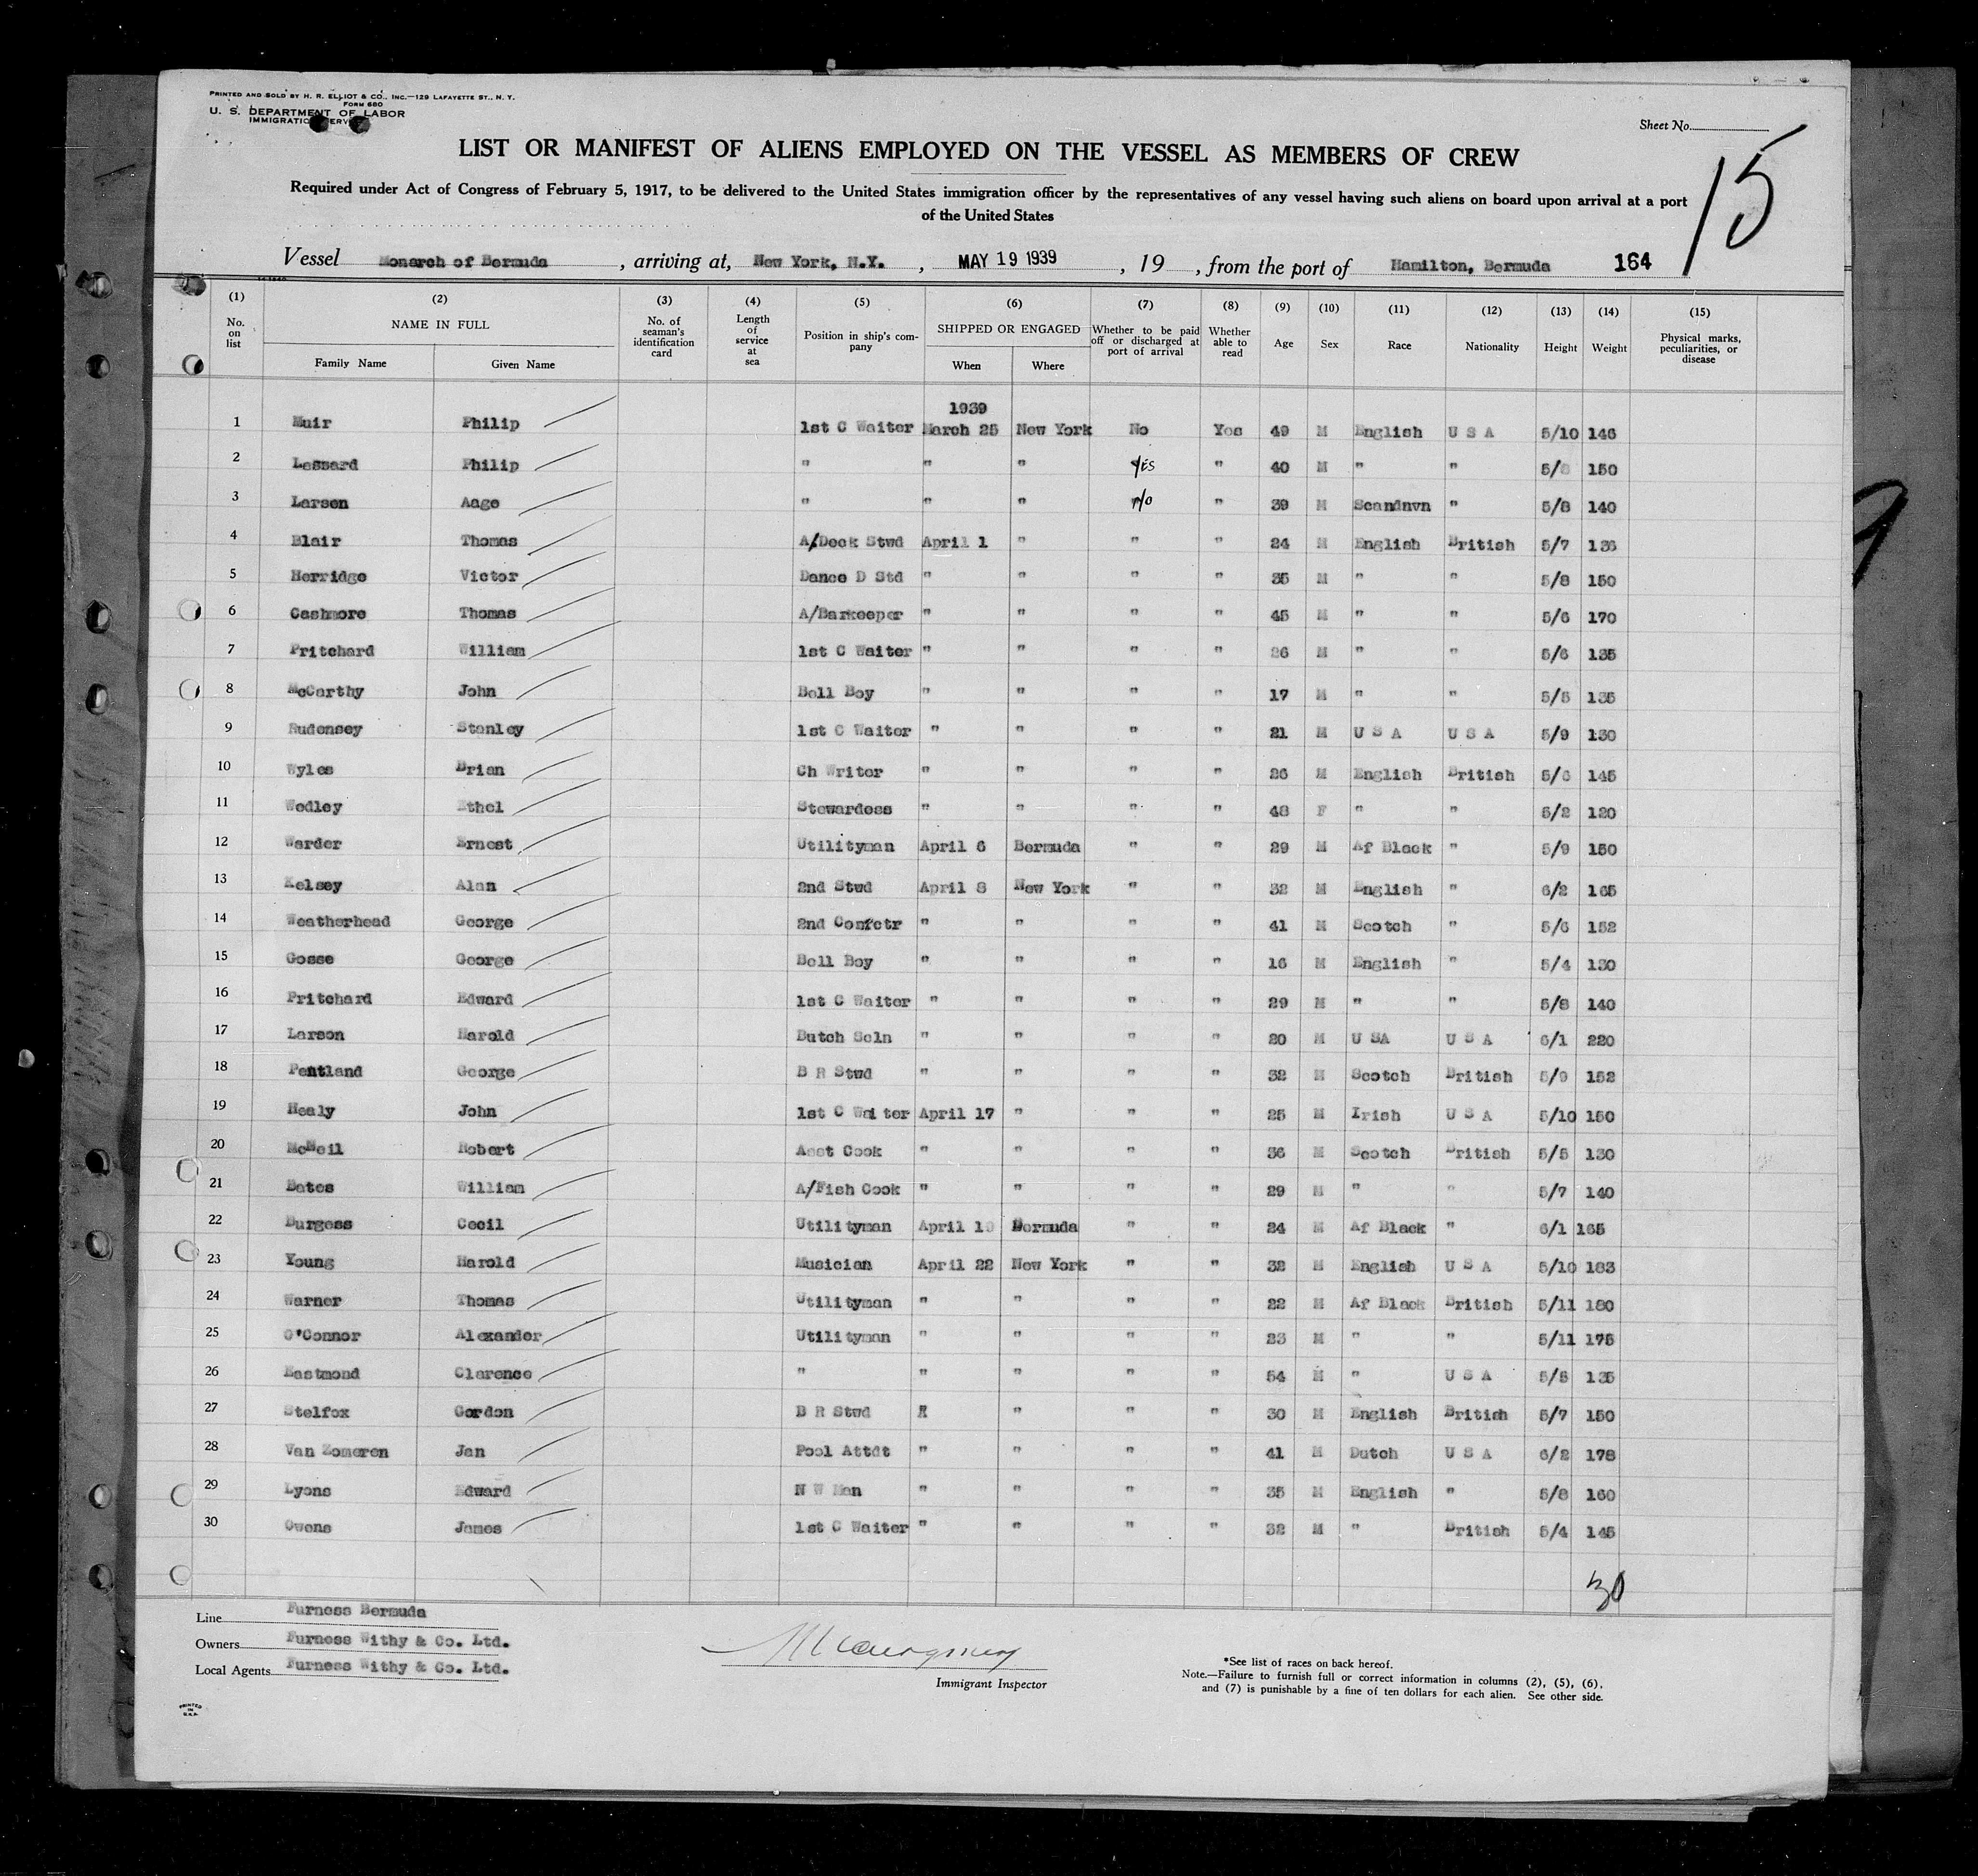 PRINTED AND SOLD BY H. R. ELLIOT & CO., INC.—129 LAFAYETTE ST., N. Y.
FORM 680
U. S. DEPARTMENT OF LABOR
IMMIGRATION SERVICE
Sheet No.
15
LIST OR MANIFEST OF ALIENS EMPLOYED ON THE VESSEL AS MEMBERS OF CREW
Required under Act of Congress of February 5, 1917, to be delivered to the United States immigration officer by the representatives of any vessel having such aliens on board upon arrival at a port
of the United States
Vessel Monarch of Bermuda, arriving at, New York, N.Y., MAY 19 1939, 19, from the port of Hamilton, Bermuda 164
(1) (2) (3) (4) (5) (6) (7) (8) (9) (10) (11) (12) (13) (14) (15)
No. on list NAME IN FULL Family Name Given Name No. of seaman's identification card Length of service at sea Position in ship's company SHIPPED OR ENGAGED When Where Whether to be paid off or discharged at port of arrival Whether able to read Age Sex Race Nationality Height Weight Physical marks, peculiarities, or disease
1939
1 Muir Philip 1st C Waiter March 25 New York No Yes 49 M English U S A 5/10 146
2 Lessard Philip " " " YES " 40 M " " 5/8 150
3 Larsen Aage " " " NO " 39 M Scandnvn " 5/8 140
4 Blair Thomas A/Deck Stwd April 1 " " " 24 M English British 5/7 136
5 Herridge Victor Dance D Std " " " " 35 M " " 5/8 150
6 Cashmore Thomas A/Barkeeper " " " " 45 M " " 5/6 170
7 Pritchard William 1st C Waiter " " " " 26 M " " 5/6 135
8 McCarthy John Bell Boy " " " " 17 M " " 5/5 135
9 Rudensey Stanley 1st C Waiter " " " " 21 M U S A U S A 5/9 130
10 Wyles Brian Ch Writer " " " " 26 M English British 5/6 145
11 Wedley Ethel Stewardess " " " " 48 F " " 5/2 120
12 Warder Ernest Utilityman April 6 Bermuda " " 29 M Af Black " 5/9 150
13 Kelsey Alan 2nd Stwd April 8 New York " " 32 M English " 6/2 165
14 Weatherhead George 2nd Confctr " " " " 41 M Scotch " 5/6 152
15 Gosse George Bell Boy " " " " 16 M English " 5/4 130
16 Pritchard Edward 1st C Waiter " " " " 29 M " " 5/8 140
17 Larson Harold Dutch Seln " " " " 20 M U SA U S A 6/1 220
18 Pentland George B R Stwd " " " " 32 M Scotch British 5/9 152
19 Healy John 1st C Waiter April 17 " " " 25 M Irish U S A 5/10 150
20 McNeil Robert Asst Cook " " " " 36 M Scotch British 5/5 130
21 Bates William A/Fish Cook " " " " 29 M " " 5/7 140
22 Burgess Cecil Utilityman April 19 Bermuda " " 24 M Af Black " 6/1 165
23 Young Harold Musician April 22 New York " " 32 M English U S A 5/10 183
24 Warner Thomas Utilityman " " " " 22 M Af Black British 5/11 180
25 O'Connor Alexander Utilityman " " " " 23 M " " 5/11 175
26 Eastmond Clarence " " " " " 54 M " U S A 5/8 135
27 Stelfox Gordon B R Stwd " " " " 30 M English British 5/7 150
28 Van Zomeren Jan Pool Attdt " " " " 41 M Dutch U S A 6/2 178
29 Lyons Edward N W Man " " " " 35 M English " 5/8 160
30 Owens James 1st C Waiter " " " " 32 M " British 5/4 145
30
Line Furness Bermuda
Owners Furness Withy & Co. Ltd.
Local Agents Furness Withy & Co. Ltd.
Immigrant Inspector
*See list of races on back hereof.
Note.—Failure to furnish full or correct information in columns (2), (5), (6),
and (7) is punishable by a fine of ten dollars for each alien. See other side.
PRINTED
IN
U.S.A.